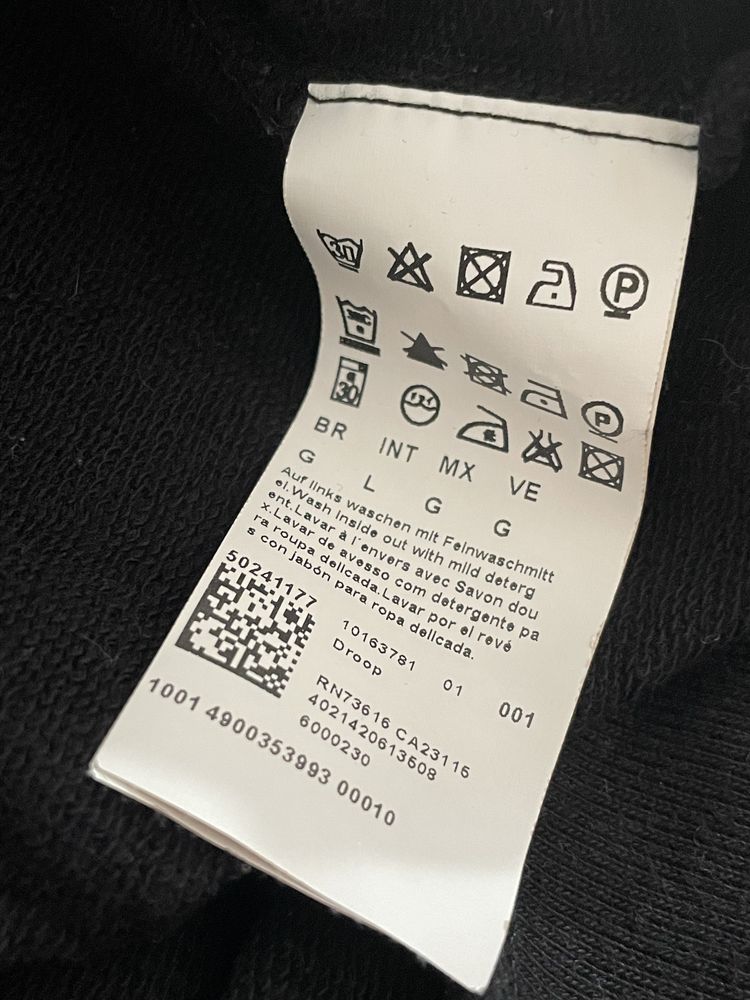 30
P
P
30
BR INT MX VE
G L G G
Auf links waschen mit Feinwaschmitt
el.Wash inside out with mild deterg
ent.Lavar à l'envers avec Savon dou
x.Lavar de avesso com detergente pa
ra roupa delicada.Lavar por el revé
s con jabón para ropa delicada.
50241177
10163781 01 001
Droop
RN73616 CA23115
4021420613508
6000230
1001 4900353993 00010